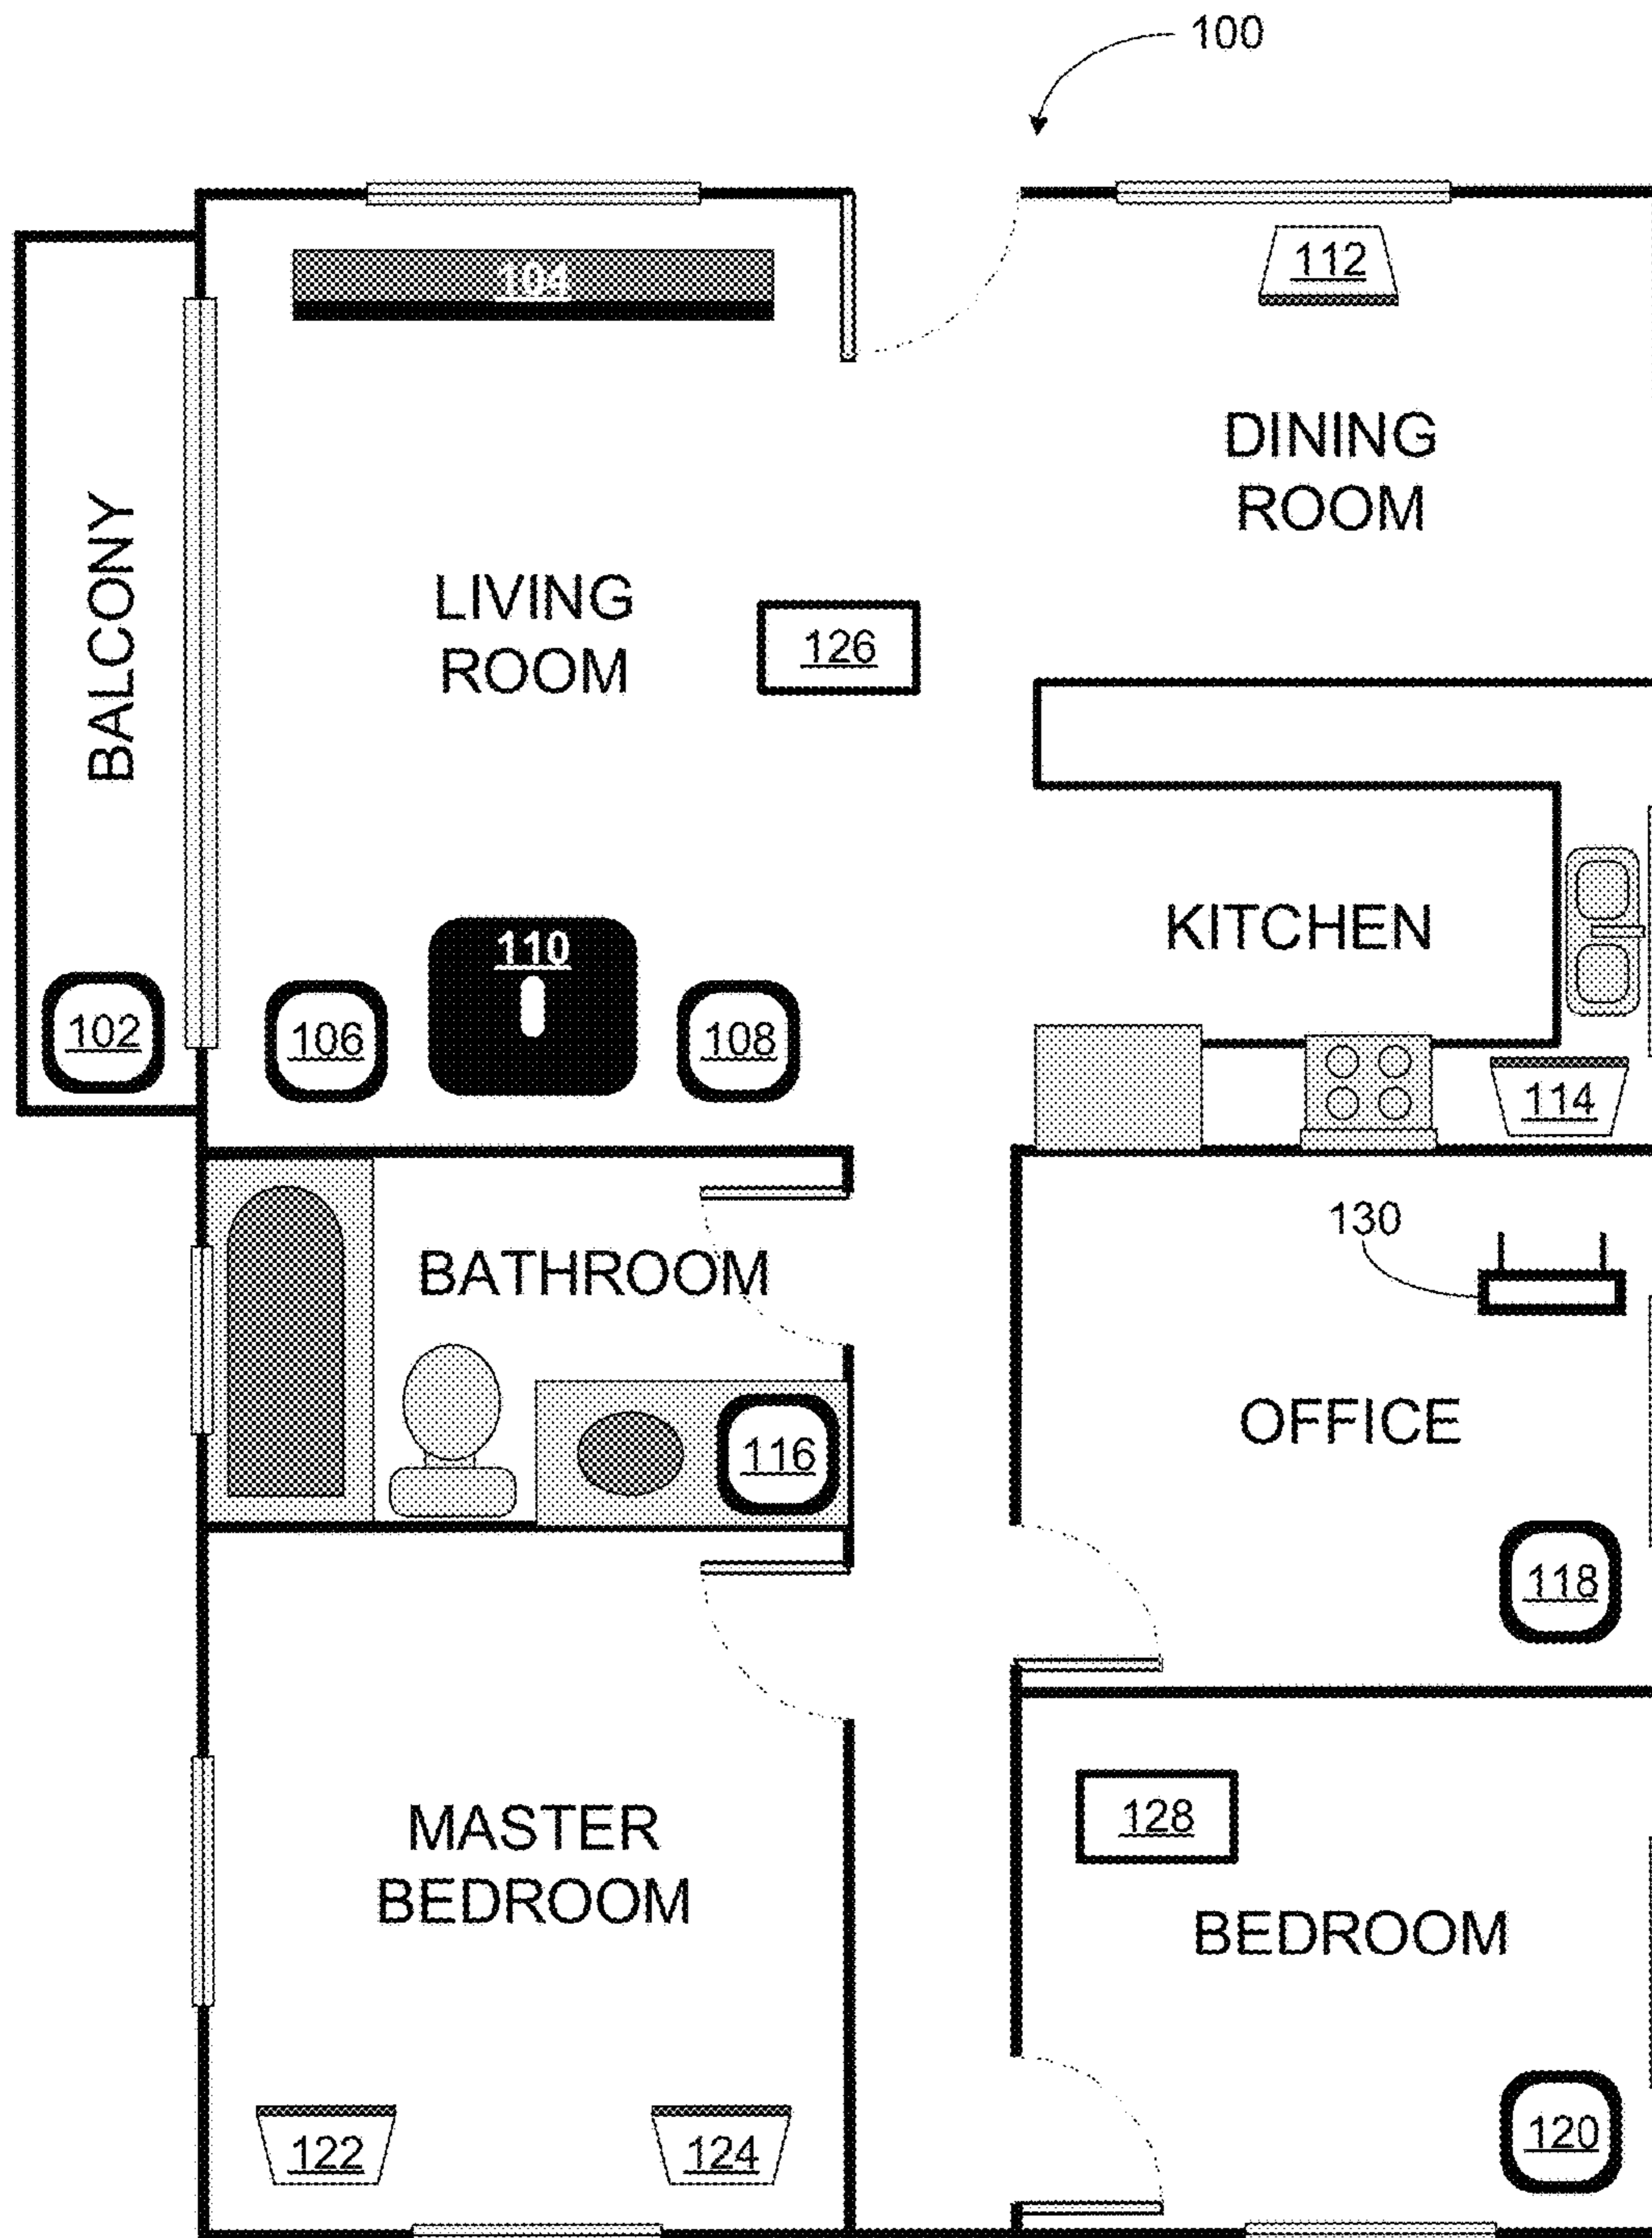 100
104
112
DINING
ROOM
BALCONY
LIVING
ROOM
126
KITCHEN
110
102
106
108
114
130
BATHROOM
OFFICE
116
118
128
MASTER
BEDROOM
BEDROOM
122
124
120